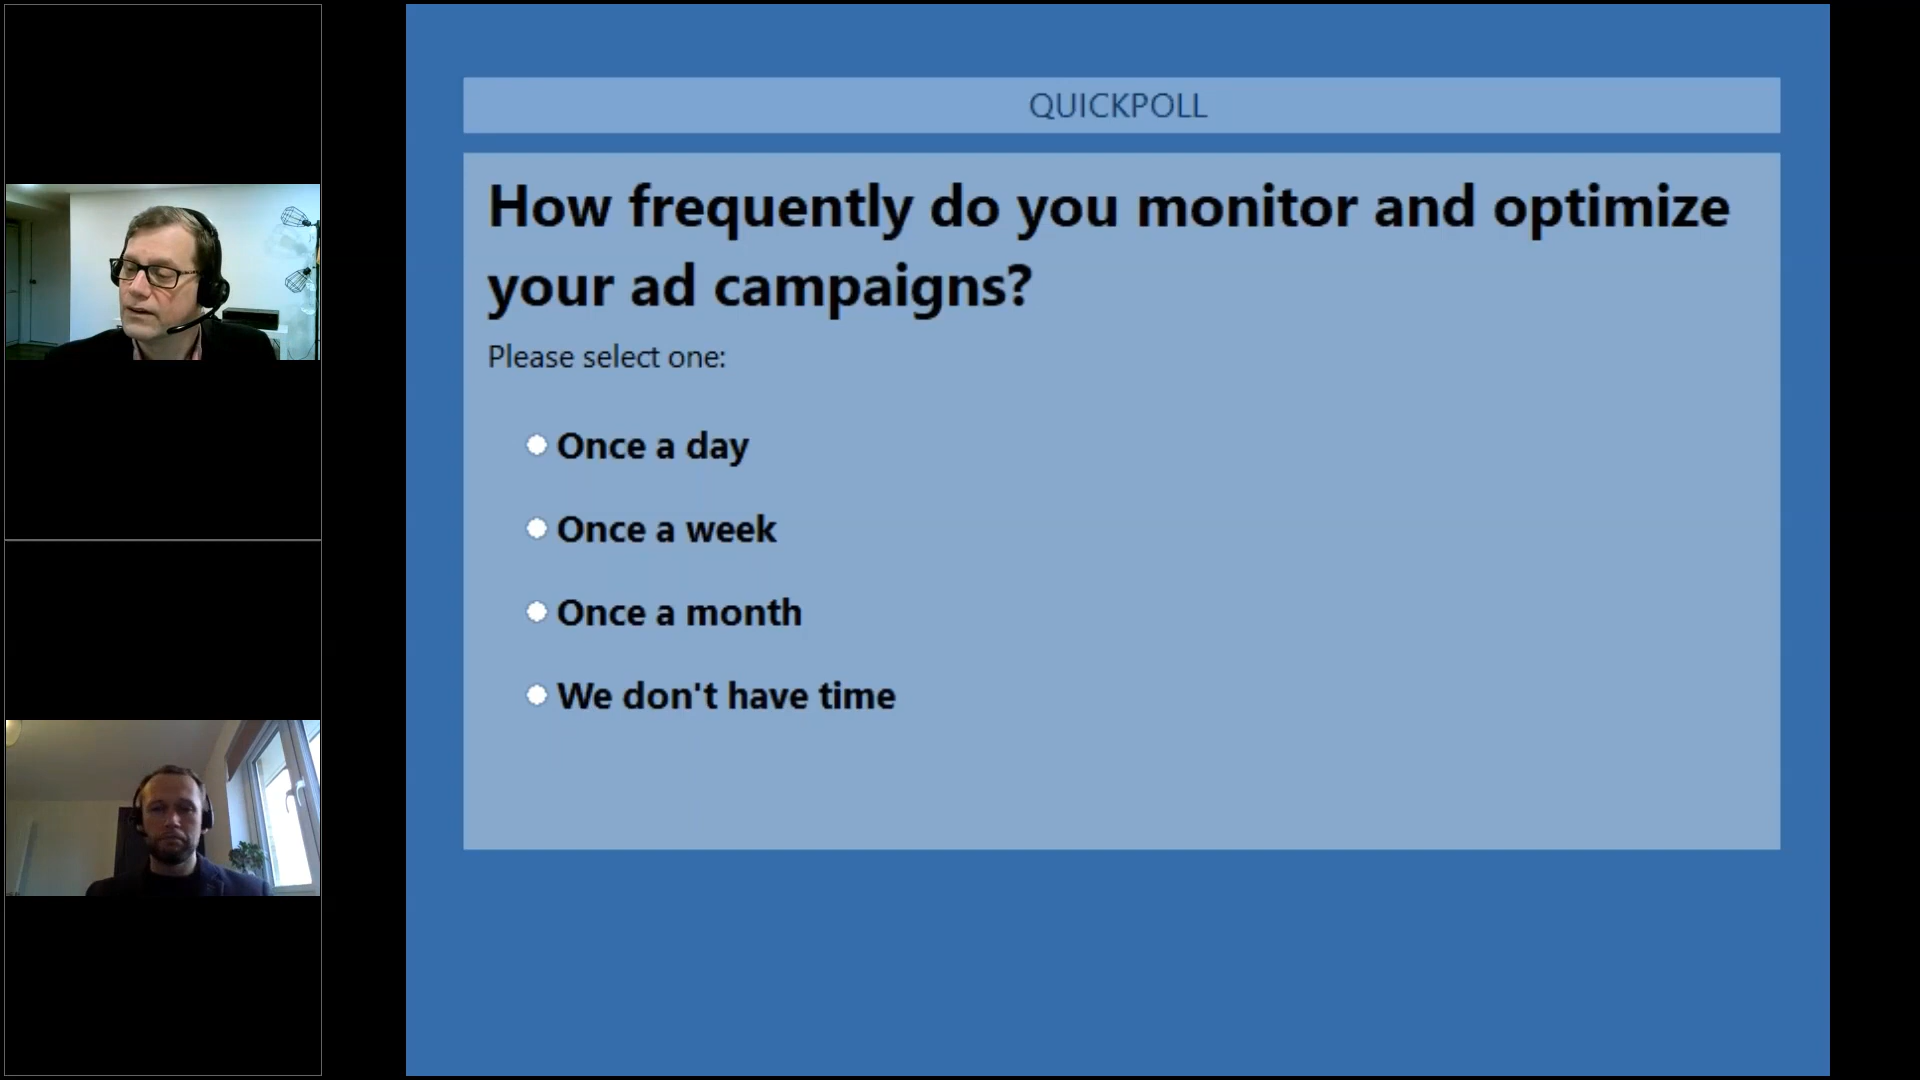 QUICKPOLL
How frequently do you monitor and optimize
your ad campaigns?
Please select one:
Once a day
Once a week
Once a month
We don't have time